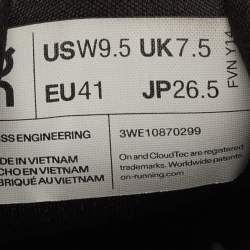 USW9.5 UK7.5
EU41 JP26.5
FVN Y14
SS ENGINEERING 3WE10870299
DE IN VIETNAM
CHO EN VIETNAM
BRIQUÉ AU VIETNAM
On and CloudTec are registered
trademarks. Worldwide patents.
on-running.com